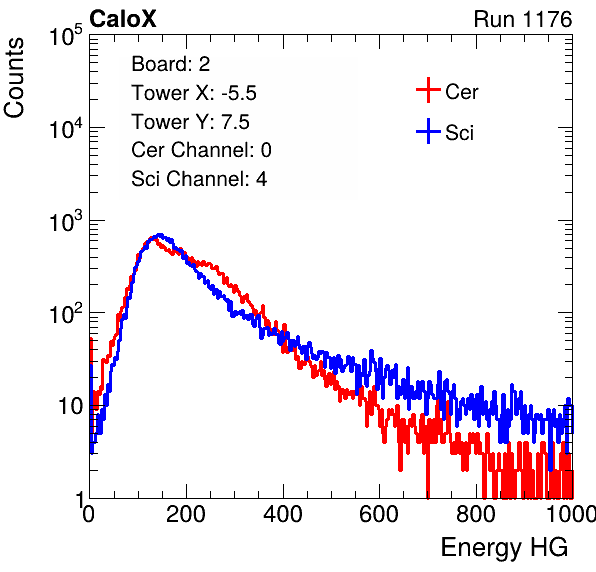 CaloX Run 1176
Counts
10^5
10^4
10^3
10^2
10
1
Board: 2
Tower X: -5.5
Tower Y: 7.5
Cer Channel: 0
Sci Channel: 4
Cer
Sci
0 200 400 600 800 1000
Energy HG